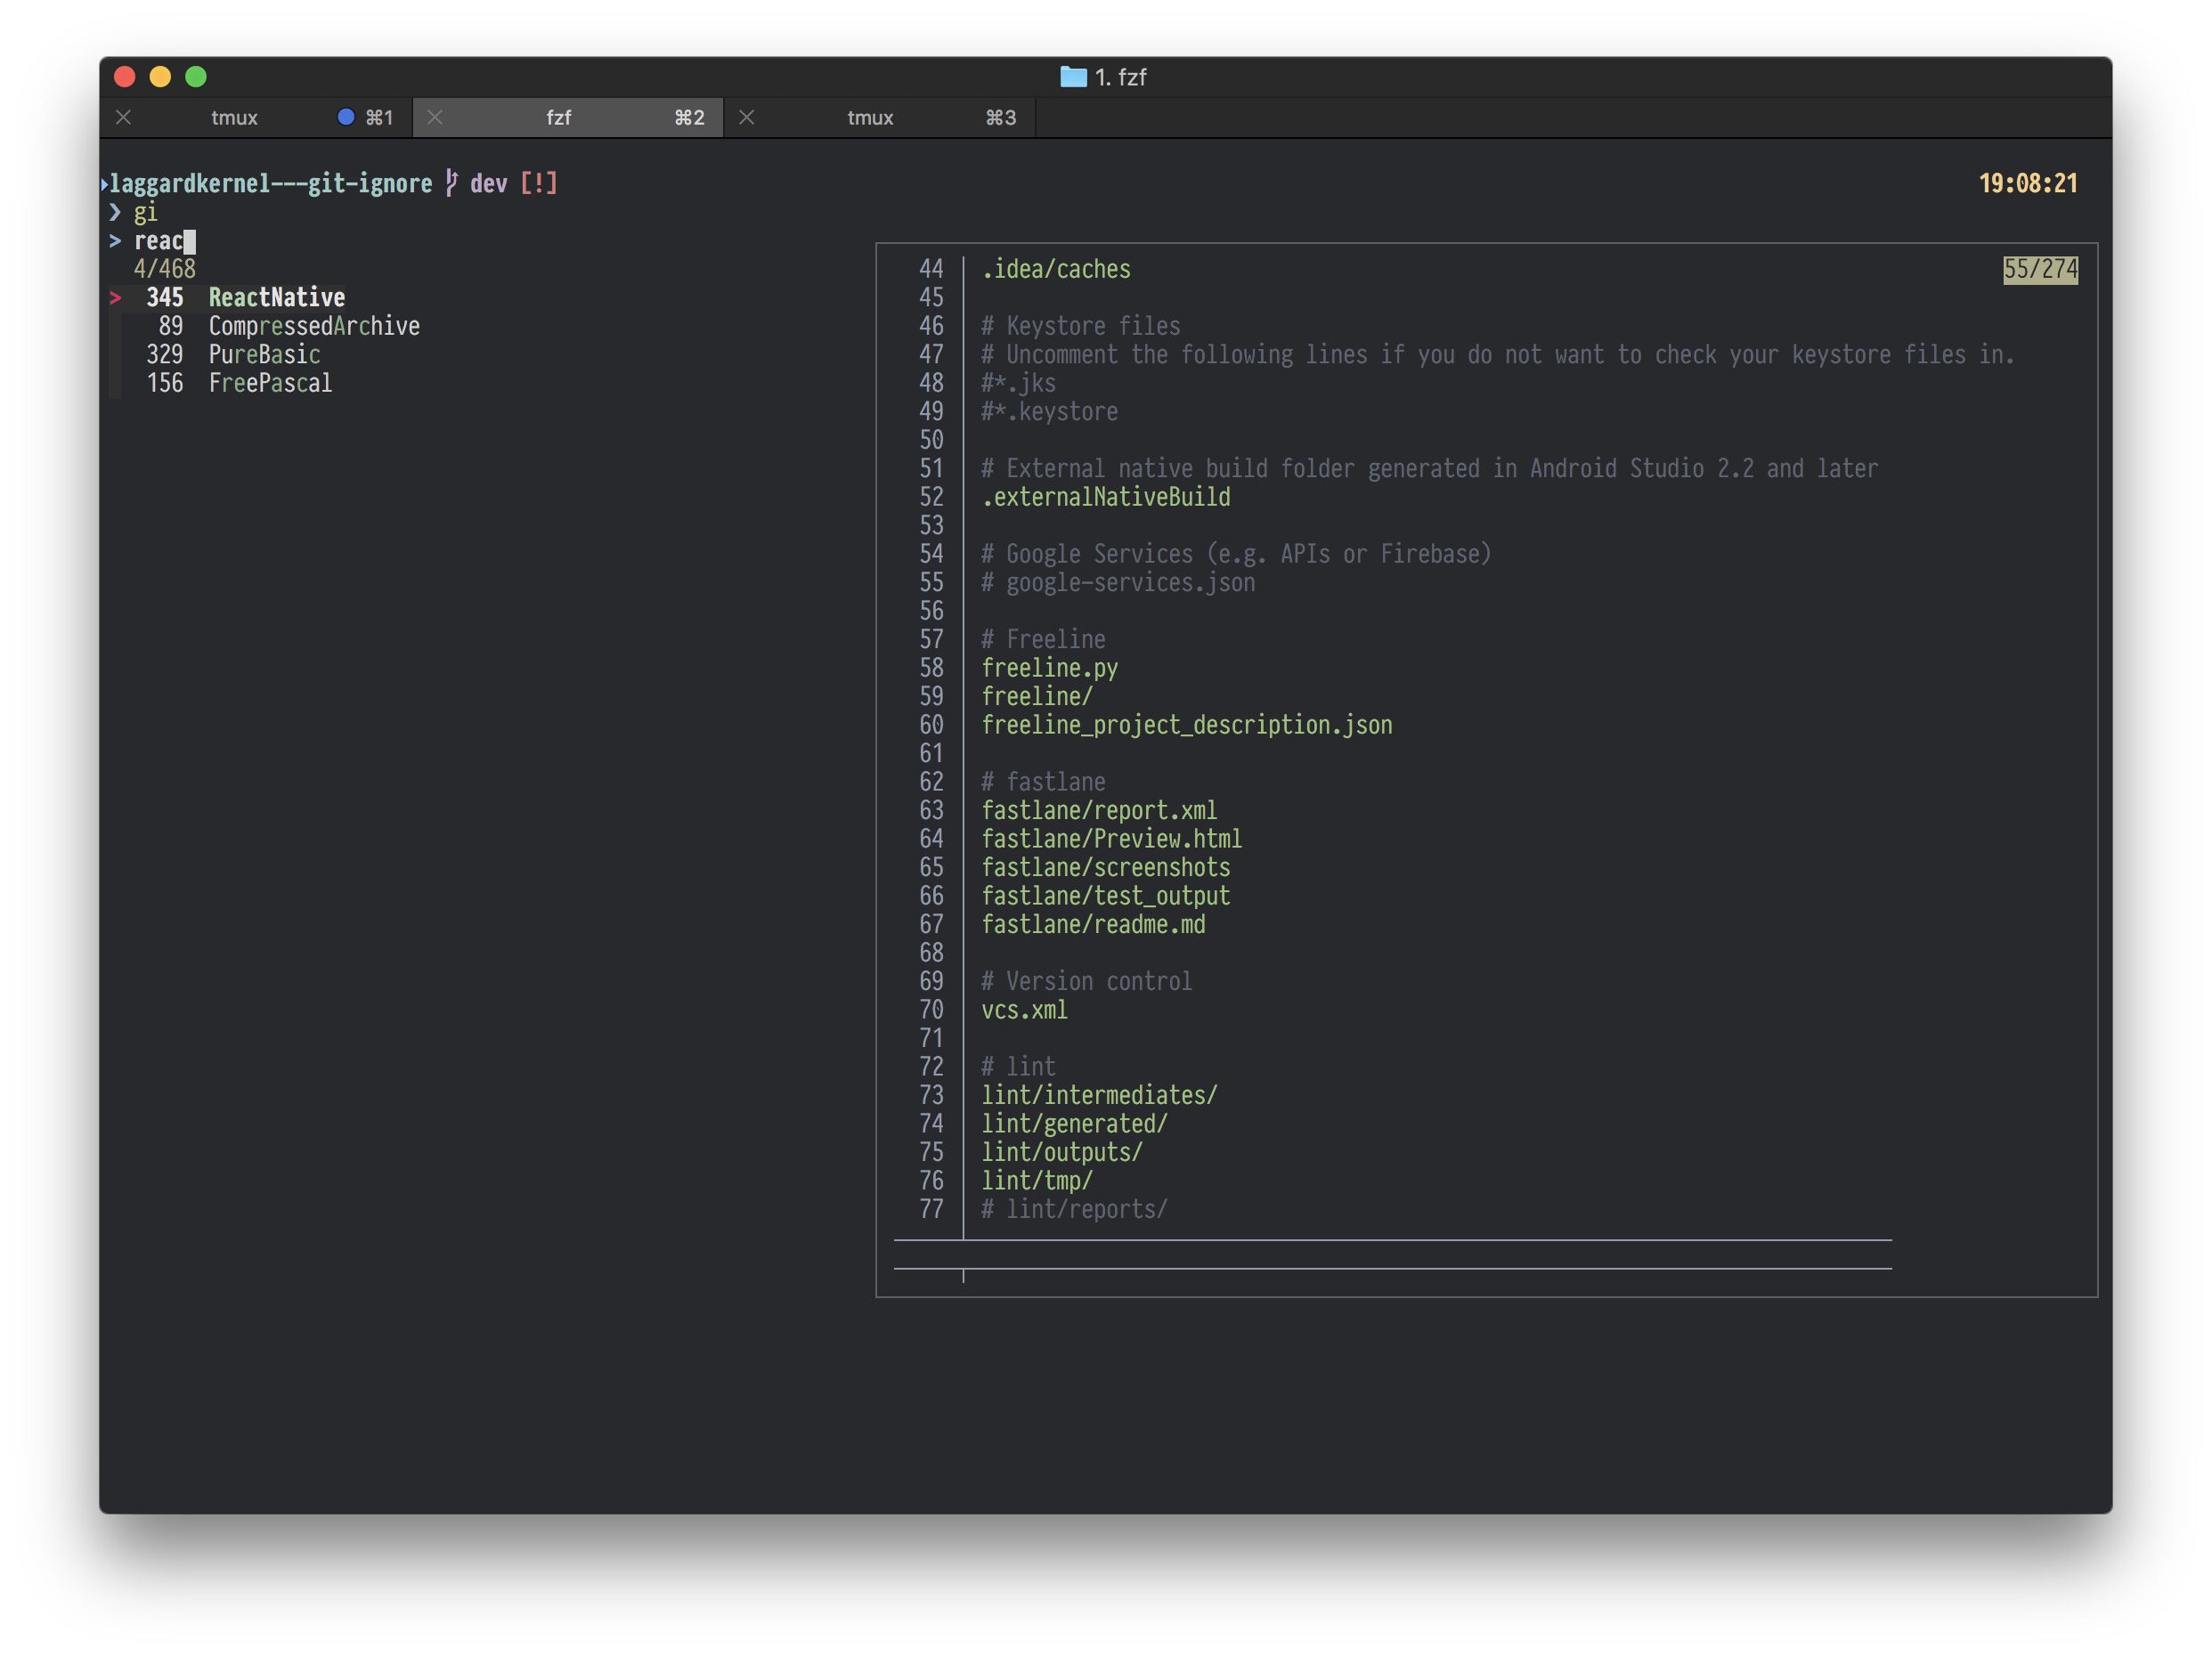 1. fzf
tmux ⌘1 fzf ⌘2 tmux ⌘3
laggardkernel---git-ignore dev [!] 19:08:21
❯ gi
> reac
4/468
> 345 ReactNative
89 CompressedArchive
329 PureBasic
156 FreePascal
44 .idea/caches 55/274
45
46 # Keystore files
47 # Uncomment the following lines if you do not want to check your keystore files in.
48 #*.jks
49 #*.keystore
50
51 # External native build folder generated in Android Studio 2.2 and later
52 .externalNativeBuild
53
54 # Google Services (e.g. APIs or Firebase)
55 # google-services.json
56
57 # Freeline
58 freeline.py
59 freeline/
60 freeline_project_description.json
61
62 # fastlane
63 fastlane/report.xml
64 fastlane/Preview.html
65 fastlane/screenshots
66 fastlane/test_output
67 fastlane/readme.md
68
69 # Version control
70 vcs.xml
71
72 # lint
73 lint/intermediates/
74 lint/generated/
75 lint/outputs/
76 lint/tmp/
77 # lint/reports/